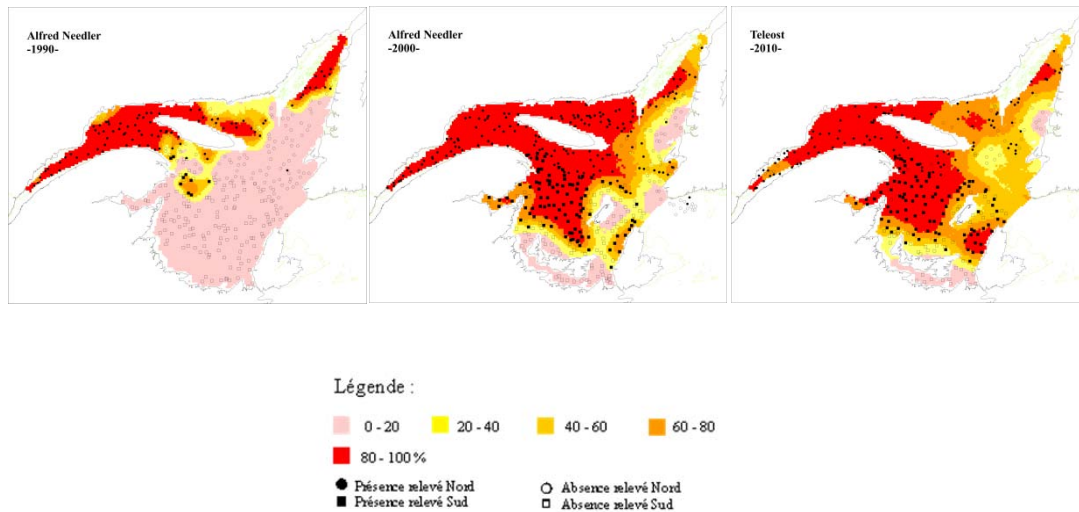 Alfred Needler
-1990-
Alfred Needler
-2000-
Teleost
-2010-
Légende :
0 - 20
20 - 40
40 - 60
60 - 80
80 - 100 %
Présence relevé Nord
Absence relevé Nord
Présence relevé Sud
Absence relevé Sud